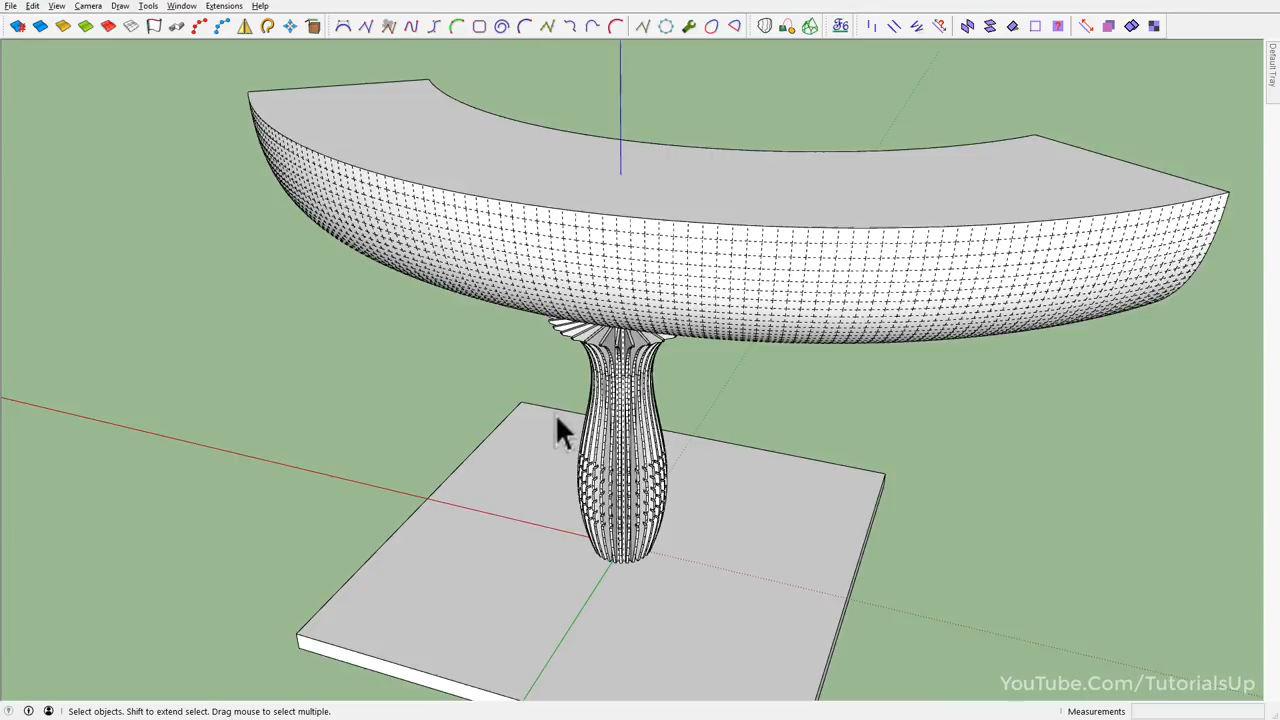 File Edit View Camera Draw Tools Window Extensions Help
F6
Default Tray
YouTube.Com/TutorialsUp
Select objects. Shift to extend select. Drag mouse to select multiple.
Measurements